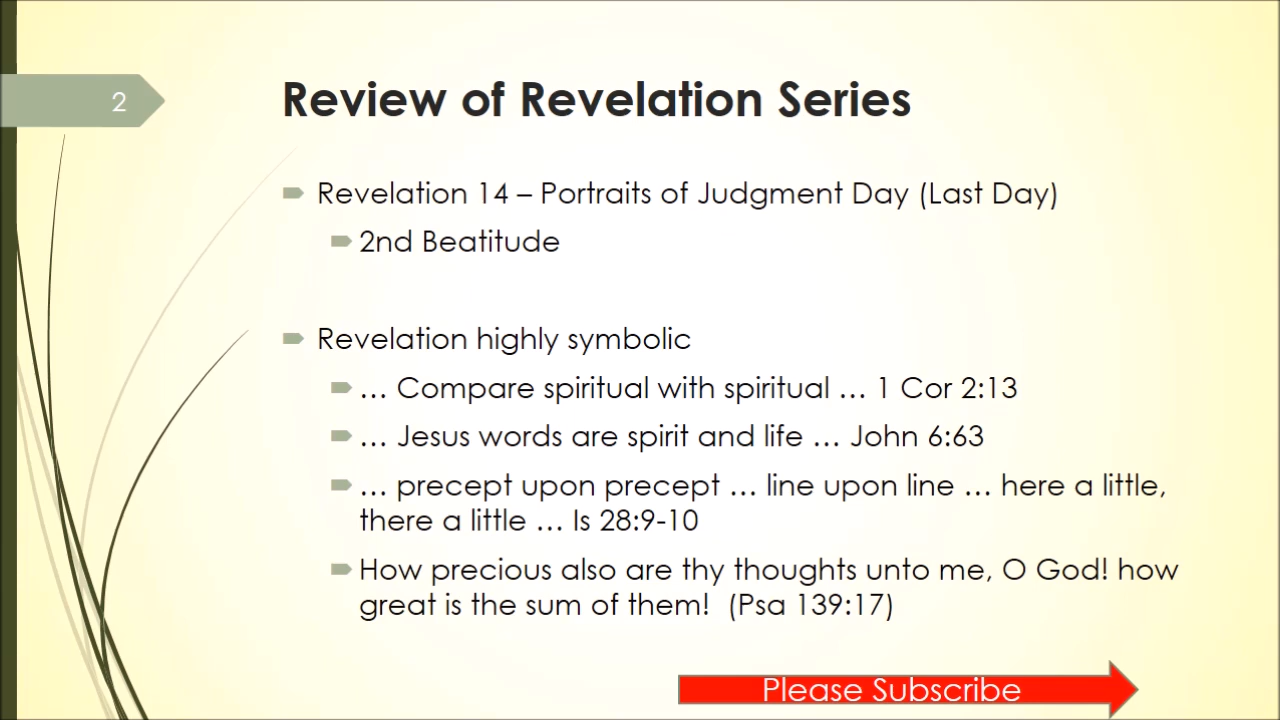 2
Review of Revelation Series
Revelation 14 – Portraits of Judgment Day (Last Day)
2nd Beatitude
Revelation highly symbolic
… Compare spiritual with spiritual … 1 Cor 2:13
… Jesus words are spirit and life … John 6:63
… precept upon precept … line upon line … here a little,
there a little … Is 28:9-10
How precious also are thy thoughts unto me, O God! how
great is the sum of them!  (Psa 139:17)
Please Subscribe